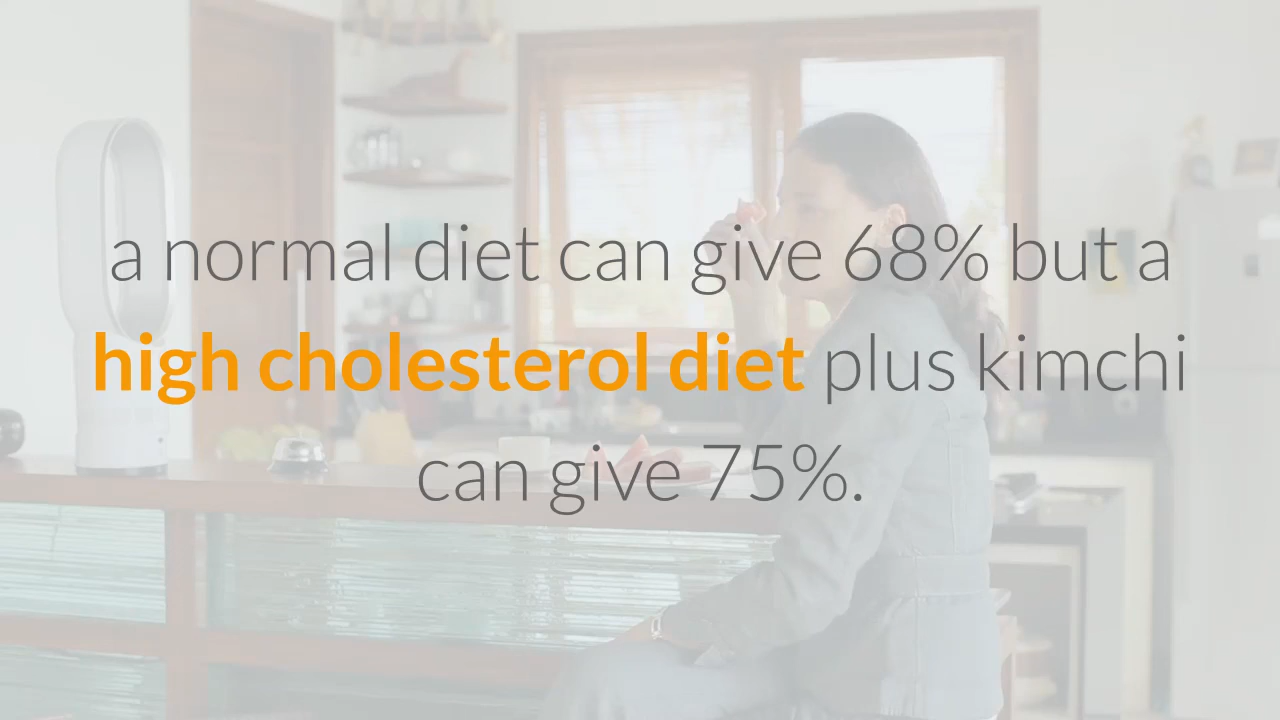 a normal diet can give 68% but a
high cholesterol diet plus kimchi
can give 75%.